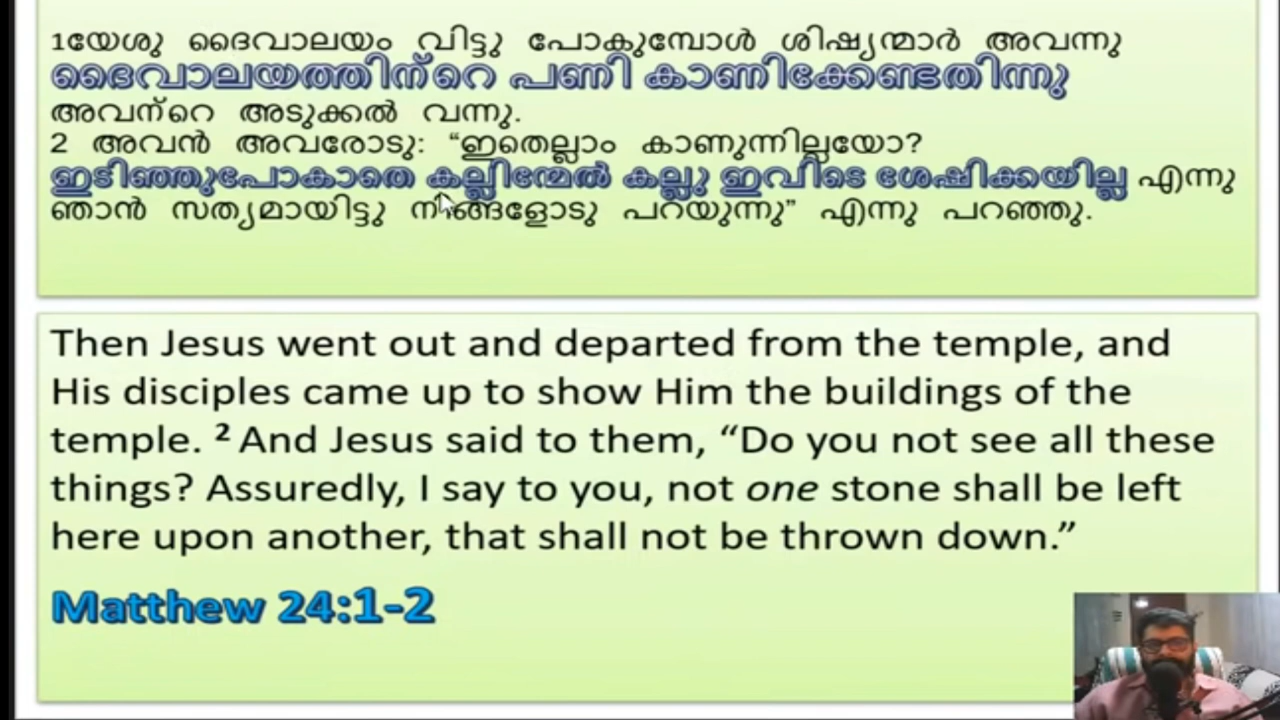 1യേശു ദൈവാലയം വിട്ടു പോകുമ്പോൾ ശിഷ്യന്മാർ അവന്നു
ദൈവാലയത്തിന്റെ പണി കാണിക്കേണ്ടതിന്നു
അവന്റെ അടുക്കൽ വന്നു.
2 അവൻ അവരോടു: “ഇതെല്ലാം കാണുന്നില്ലയോ?
ഇടിഞ്ഞുപോകാതെ കല്ലിന്മേൽ കല്ലു ഇവിടെ ശേഷിക്കയില്ല എന്നു
ഞാൻ സത്യമായിട്ടു നിങ്ങളോടു പറയുന്നു” എന്നു പറഞ്ഞു.
Then Jesus went out and departed from the temple, and
His disciples came up to show Him the buildings of the
temple. ² And Jesus said to them, “Do you not see all these
things? Assuredly, I say to you, not one stone shall be left
here upon another, that shall not be thrown down.”
Matthew 24:1-2